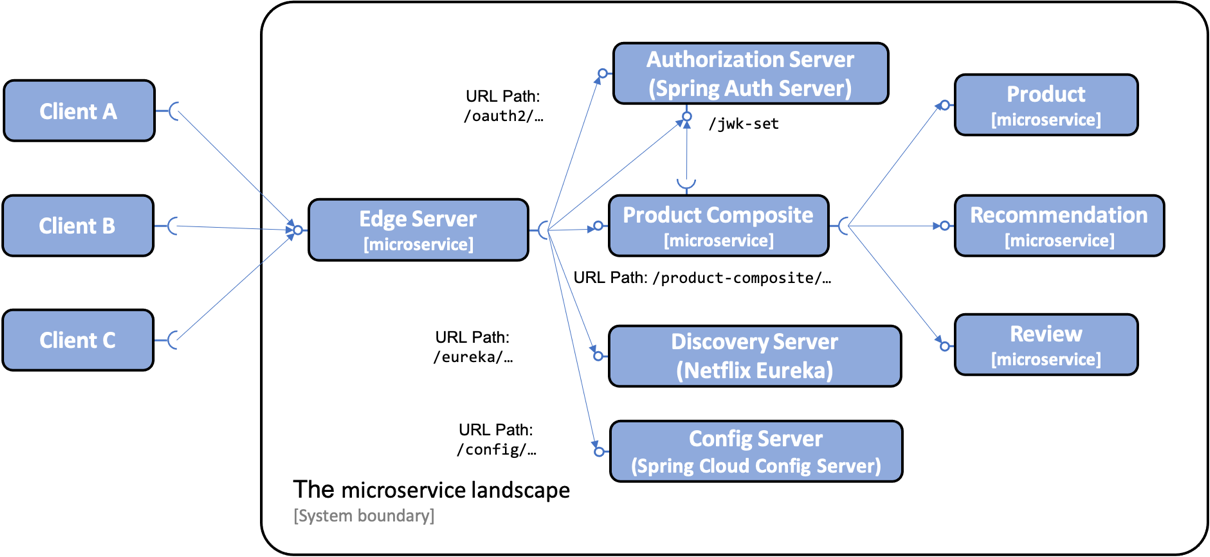 Client A
Client B
Client C
Edge Server
[microservice]
URL Path:
/oauth2/…
Authorization Server
(Spring Auth Server)
/jwk-set
Product Composite
[microservice]
URL Path: /product-composite/…
URL Path:
/eureka/…
Discovery Server
(Netflix Eureka)
URL Path:
/config/…
Config Server
(Spring Cloud Config Server)
Product
[microservice]
Recommendation
[microservice]
Review
[microservice]
The microservice landscape
[System boundary]